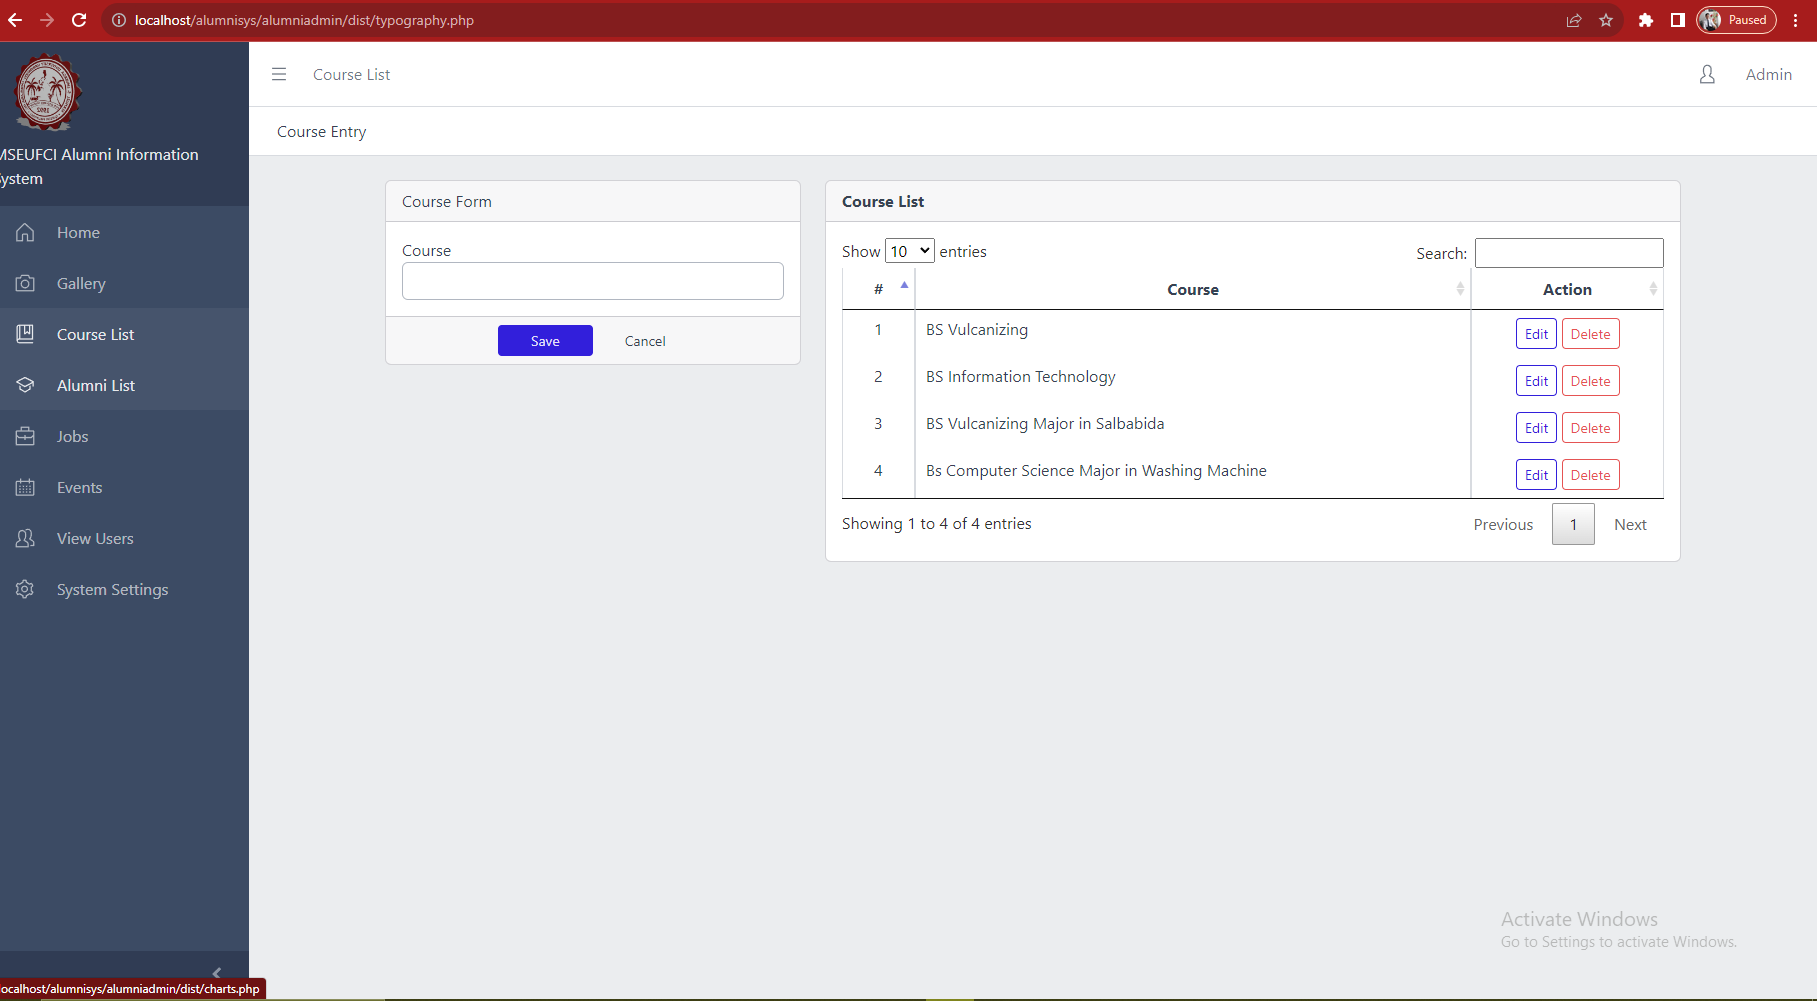 localhost/alumnisys/alumniadmin/dist/typography.php
Paused
2001
MSEUFCI Alumni Information
System
Home
Gallery
Course List
Alumni List
Jobs
Events
View Users
System Settings
Course List
Admin
Course Entry
Course Form
Course
Save Cancel
Course List
Show 10 entries Search:
# Course Action
1 BS Vulcanizing Edit Delete
2 BS Information Technology Edit Delete
3 BS Vulcanizing Major in Salbabida Edit Delete
4 Bs Computer Science Major in Washing Machine Edit Delete
Showing 1 to 4 of 4 entries Previous 1 Next
Activate Windows
Go to Settings to activate Windows.
localhost/alumnisys/alumniadmin/dist/charts.php